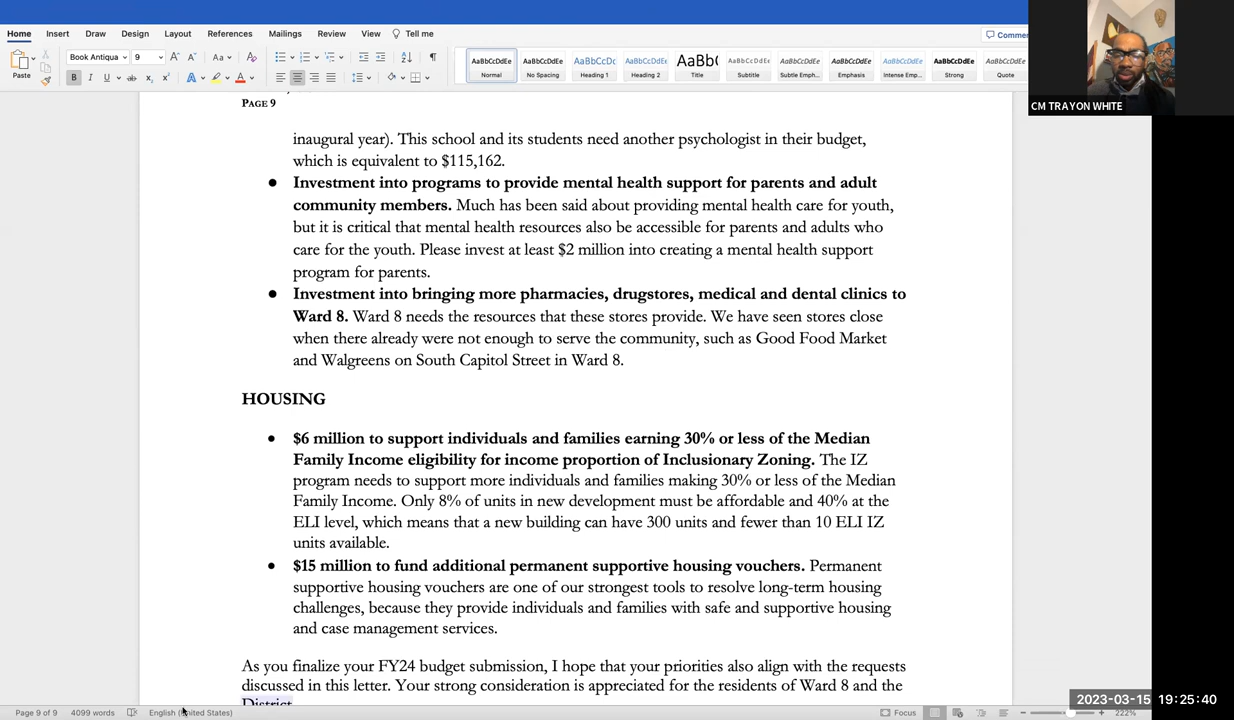 Home Insert Draw Design Layout References Mailings Review View Tell me
Paste
Book Antiqua 9
AaBbCcDdEe AaBbCcDdEe AaBbCcDc AaBbCcDdEe AaBb( AaBbCcDdEe AaBbCcDdEe AaBbCcDdEe AaBbCcDdEe AaBbCcDdEe AaBbCcDdEe
Normal No Spacing Heading 1 Heading 2 Title Subtitle Subtle Emph... Emphasis Intense Emp... Strong Quote
CM TRAYON WHITE
PAGE 9
inaugural year). This school and its students need another psychologist in their budget,
which is equivalent to $115,162.
● Investment into programs to provide mental health support for parents and adult
community members. Much has been said about providing mental health care for youth,
but it is critical that mental health resources also be accessible for parents and adults who
care for the youth. Please invest at least $2 million into creating a mental health support
program for parents.
● Investment into bringing more pharmacies, drugstores, medical and dental clinics to
Ward 8. Ward 8 needs the resources that these stores provide. We have seen stores close
when there already were not enough to serve the community, such as Good Food Market
and Walgreens on South Capitol Street in Ward 8.
HOUSING
● $6 million to support individuals and families earning 30% or less of the Median
Family Income eligibility for income proportion of Inclusionary Zoning. The IZ
program needs to support more individuals and families making 30% or less of the Median
Family Income. Only 8% of units in new development must be affordable and 40% at the
ELI level, which means that a new building can have 300 units and fewer than 10 ELI IZ
units available.
● $15 million to fund additional permanent supportive housing vouchers. Permanent
supportive housing vouchers are one of our strongest tools to resolve long-term housing
challenges, because they provide individuals and families with safe and supportive housing
and case management services.
As you finalize your FY24 budget submission, I hope that your priorities also align with the requests
discussed in this letter. Your strong consideration is appreciated for the residents of Ward 8 and the
District
2023-03-15 19:25:40
Page 9 of 9 4099 words English (United States) Focus 222%